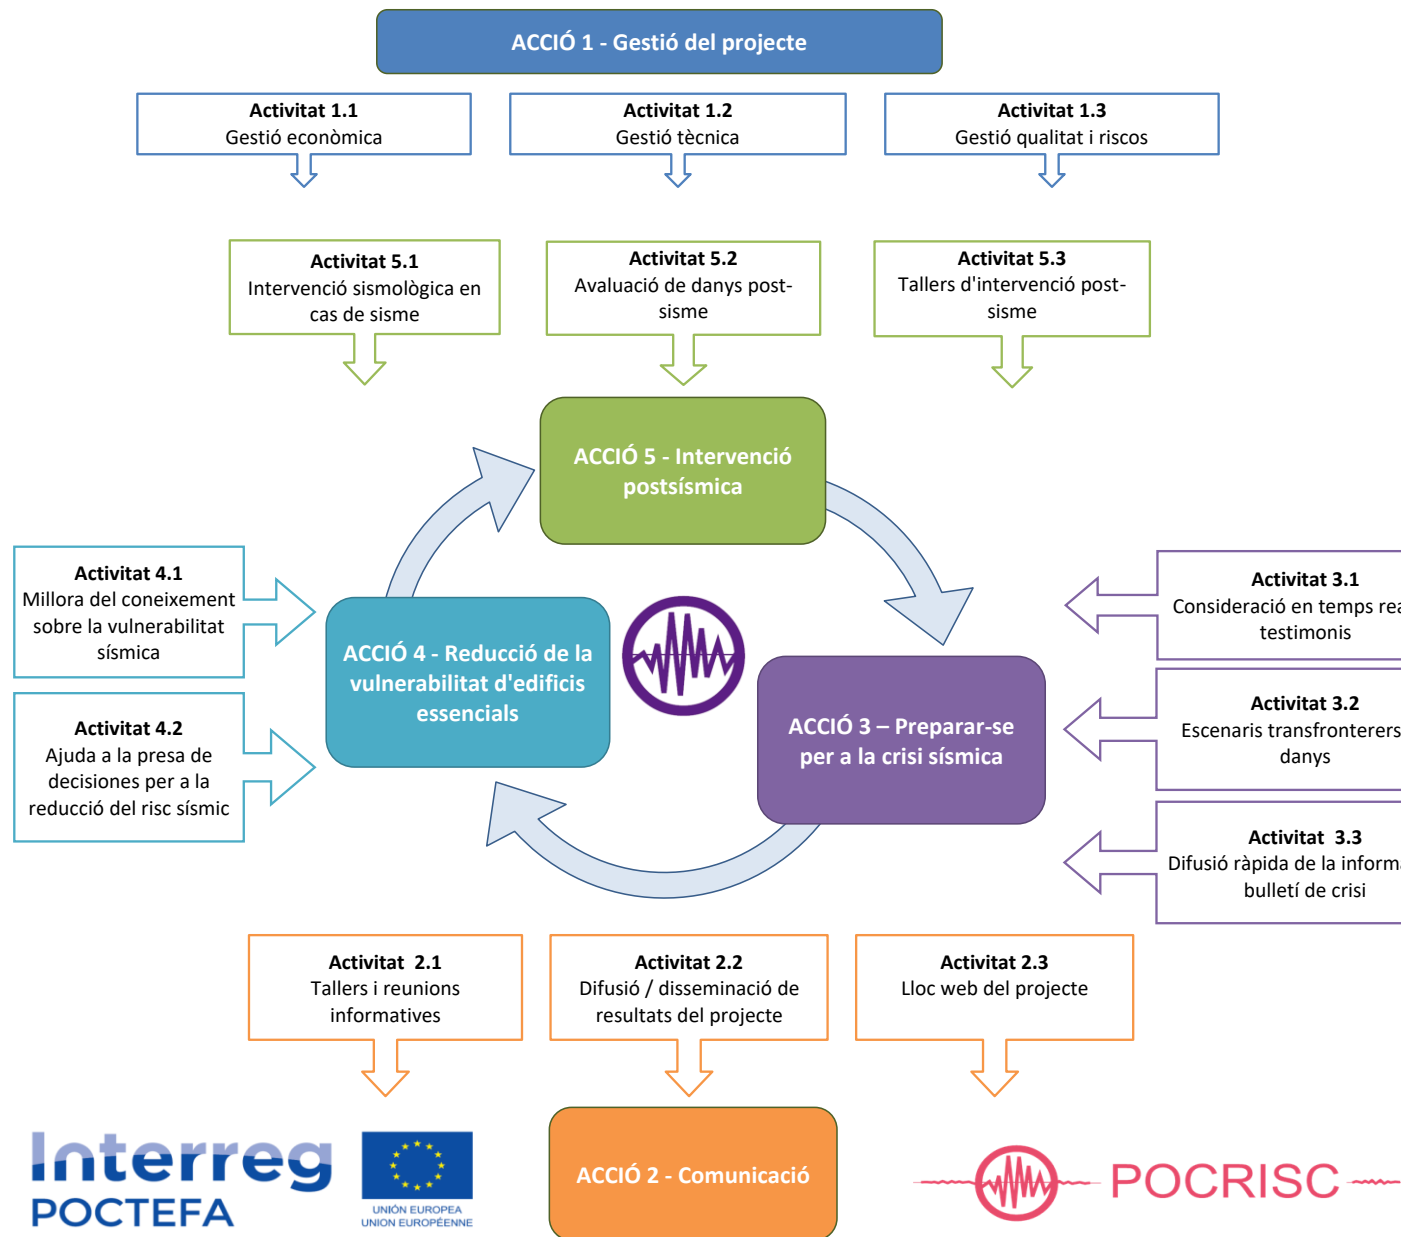 ACCIÓ 1 - Gestió del projecte
Activitat 1.1
Gestió econòmica
Activitat 1.2
Gestió tècnica
Activitat 1.3
Gestió qualitat i riscos
Activitat 5.1
Intervenció sismològica en
cas de sisme
Activitat 5.2
Avaluació de danys post-
sisme
Activitat 5.3
Tallers d'intervenció post-
sisme
ACCIÓ 5 - Intervenció
postsísmica
Activitat 4.1
Millora del coneixement
sobre la vulnerabilitat
sísmica
Activitat 4.2
Ajuda a la presa de
decisions per a la
reducció del risc sísmic
ACCIÓ 4 - Reducció de la
vulnerabilitat d'edificis
essencials
ACCIÓ 3 – Preparar-se
per a la crisi sísmica
Activitat 3.1
Consideració en temps
testimonis
Activitat 3.2
Escenaris transfronterers
danys
Activitat 3.3
Difusió ràpida de la
bulletí de crisi
Activitat 2.1
Tallers i reunions
informatives
Activitat 2.2
Difusió / disseminació de
resultats del projecte
Activitat 2.3
Lloc web del projecte
ACCIÓ 2 - Comunicació
Interreg
POCTEFA
UNIÓN EUROPEA
UNION EUROPÉENNE
POCRISC